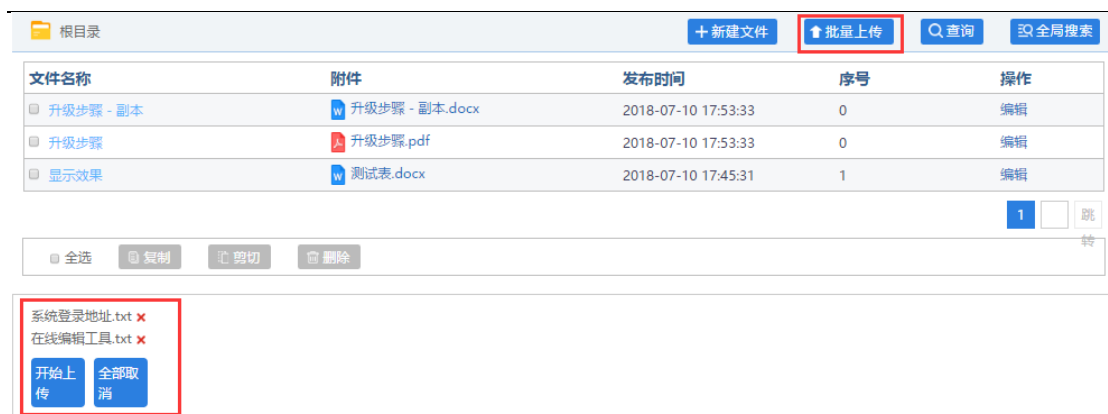 根目录 新建文件 批量上传 查询 全局搜索
文件名称 附件 发布时间 序号 操作
升级步骤 - 副本 升级步骤 - 副本.docx 2018-07-10 17:53:33 0 编辑
升级步骤 升级步骤.pdf 2018-07-10 17:53:33 0 编辑
显示效果 测试表.docx 2018-07-10 17:45:31 1 编辑
1 跳
转
全选 复制 剪切 删除
系统登录地址.txt
在线编辑工具.txt
开始上 全部取
传 消